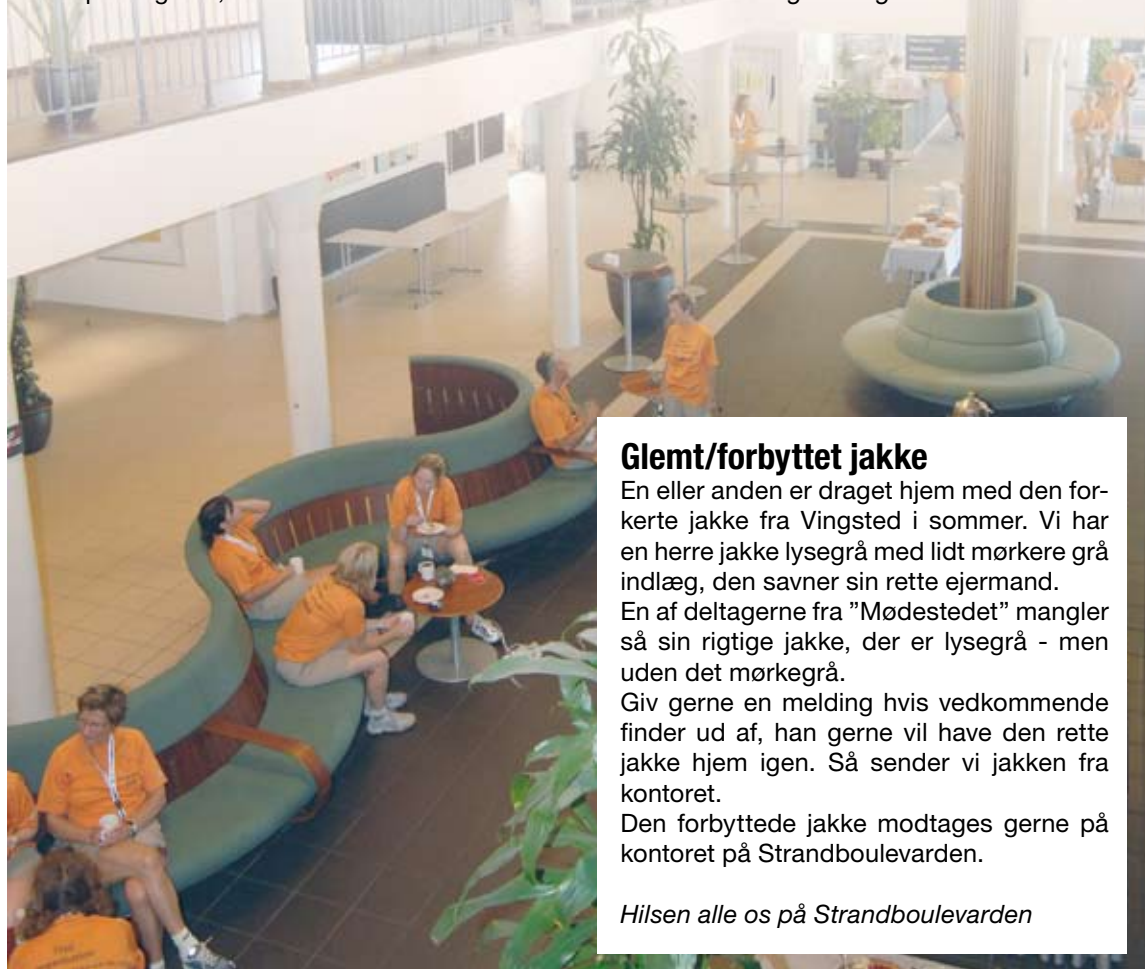 Glemt/forbyttet jakke
En eller anden er draget hjem med den for-
kerte jakke fra Vingsted i sommer. Vi har
en herre jakke lysegrå med lidt mørkere grå
indlæg, den savner sin rette ejermand.
En af deltagerne fra ”Mødestedet” mangler
så sin rigtige jakke, der er lysegrå - men
uden det mørkegrå.
Giv gerne en melding hvis vedkommende
finder ud af, han gerne vil have den rette
jakke hjem igen. Så sender vi jakken fra
kontoret.
Den forbyttede jakke modtages gerne på
kontoret på Strandboulevarden.
Hilsen alle os på Strandboulevarden